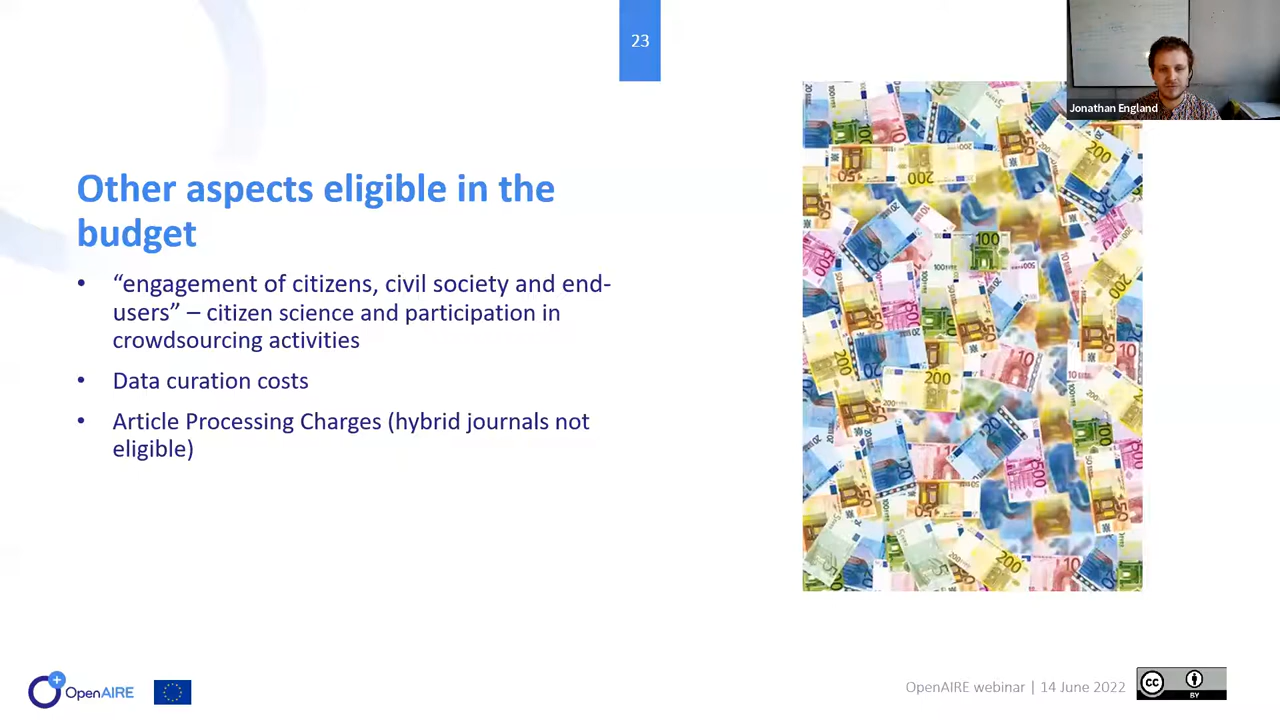 23
Jonathan England
Other aspects eligible in the
budget
• “engagement of citizens, civil society and end-
users” – citizen science and participation in
crowdsourcing activities
• Data curation costs
• Article Processing Charges (hybrid journals not
eligible)
OpenAIRE
OpenAIRE webinar | 14 June 2022
cc
BY